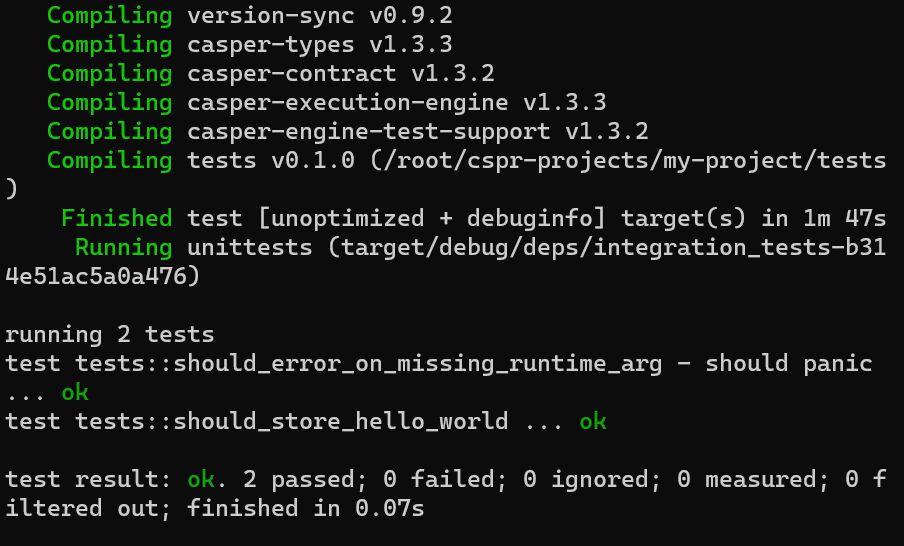 Compiling version-sync v0.9.2
Compiling casper-types v1.3.3
Compiling casper-contract v1.3.2
Compiling casper-execution-engine v1.3.3
Compiling casper-engine-test-support v1.3.2
Compiling tests v0.1.0 (/root/cspr-projects/my-project/tests
)
Finished test [unoptimized + debuginfo] target(s) in 1m 47s
Running unittests (target/debug/deps/integration_tests-b31
4e51ac5a0a476)
running 2 tests
test tests::should_error_on_missing_runtime_arg - should panic
... ok
test tests::should_store_hello_world ... ok
test result: ok. 2 passed; 0 failed; 0 ignored; 0 measured; 0 f
iltered out; finished in 0.07s